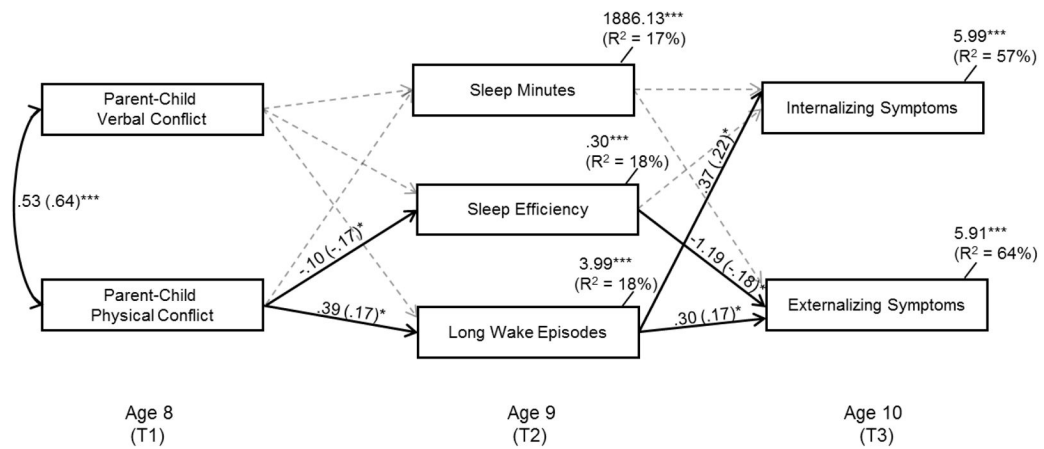 1886.13***
(R² = 17%)
5.99***
(R² = 57%)
Parent-Child
Verbal Conflict
Sleep Minutes
Internalizing Symptoms
.30***
(R² = 18%)
.37 (.22)*
.53 (.64)***
Sleep Efficiency
-.10 (-.17)*
-1.19 (-.18)*
5.91***
(R² = 64%)
3.99***
(R² = 18%)
Parent-Child
Physical Conflict
.39 (.17)*
Long Wake Episodes
.30 (.17)*
Externalizing Symptoms
Age 8
(T1)
Age 9
(T2)
Age 10
(T3)